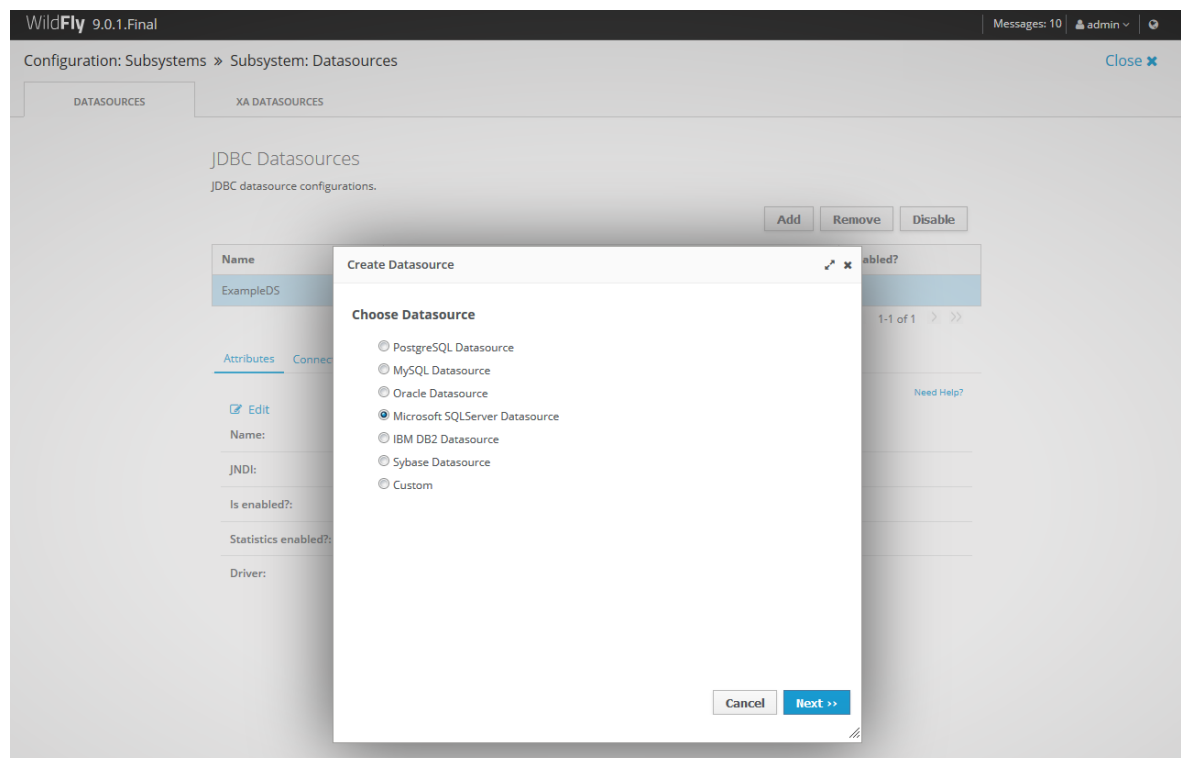 WildFly 9.0.1.Final Messages: 10 admin
Configuration: Subsystems » Subsystem: Datasources Close ✖
DATASOURCES XA DATASOURCES
JDBC Datasources
JDBC datasource configurations.
Add Remove Disable
Name abled?
ExampleDS
1-1 of 1
Attributes Connec
Need Help?
Edit
Name:
JNDI:
Is enabled?:
Statistics enabled?:
Driver:
Create Datasource
Choose Datasource
PostgreSQL Datasource
MySQL Datasource
Oracle Datasource
Microsoft SQLServer Datasource
IBM DB2 Datasource
Sybase Datasource
Custom
Cancel Next ››